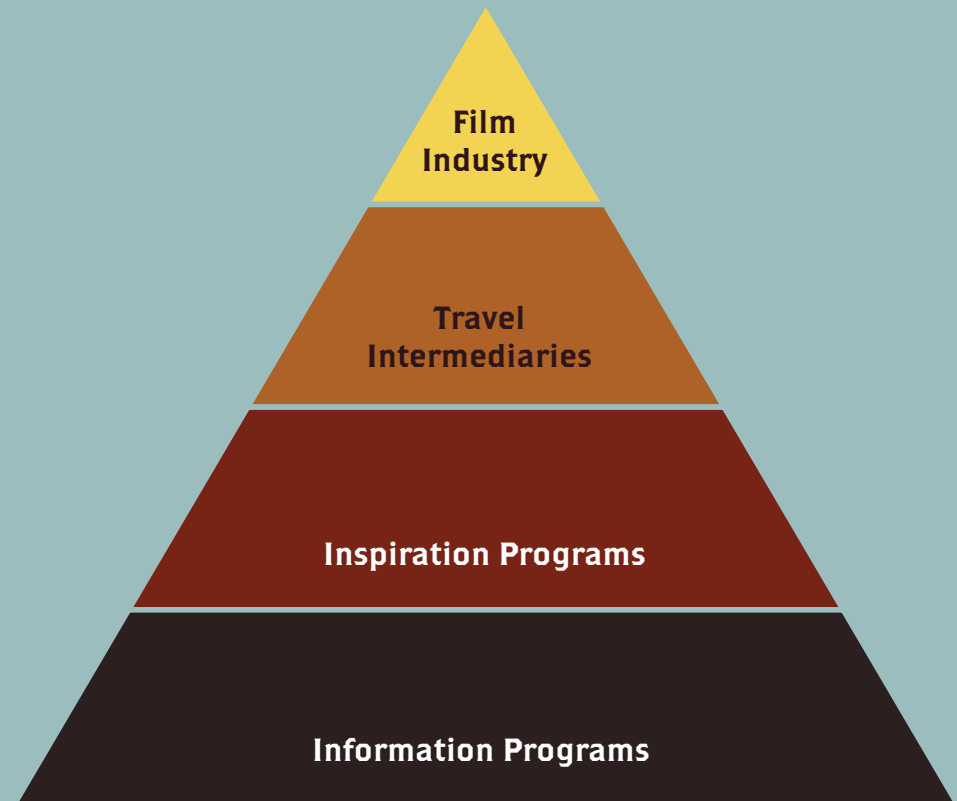 Film
Industry
Travel
Intermediaries
Inspiration Programs
Information Programs